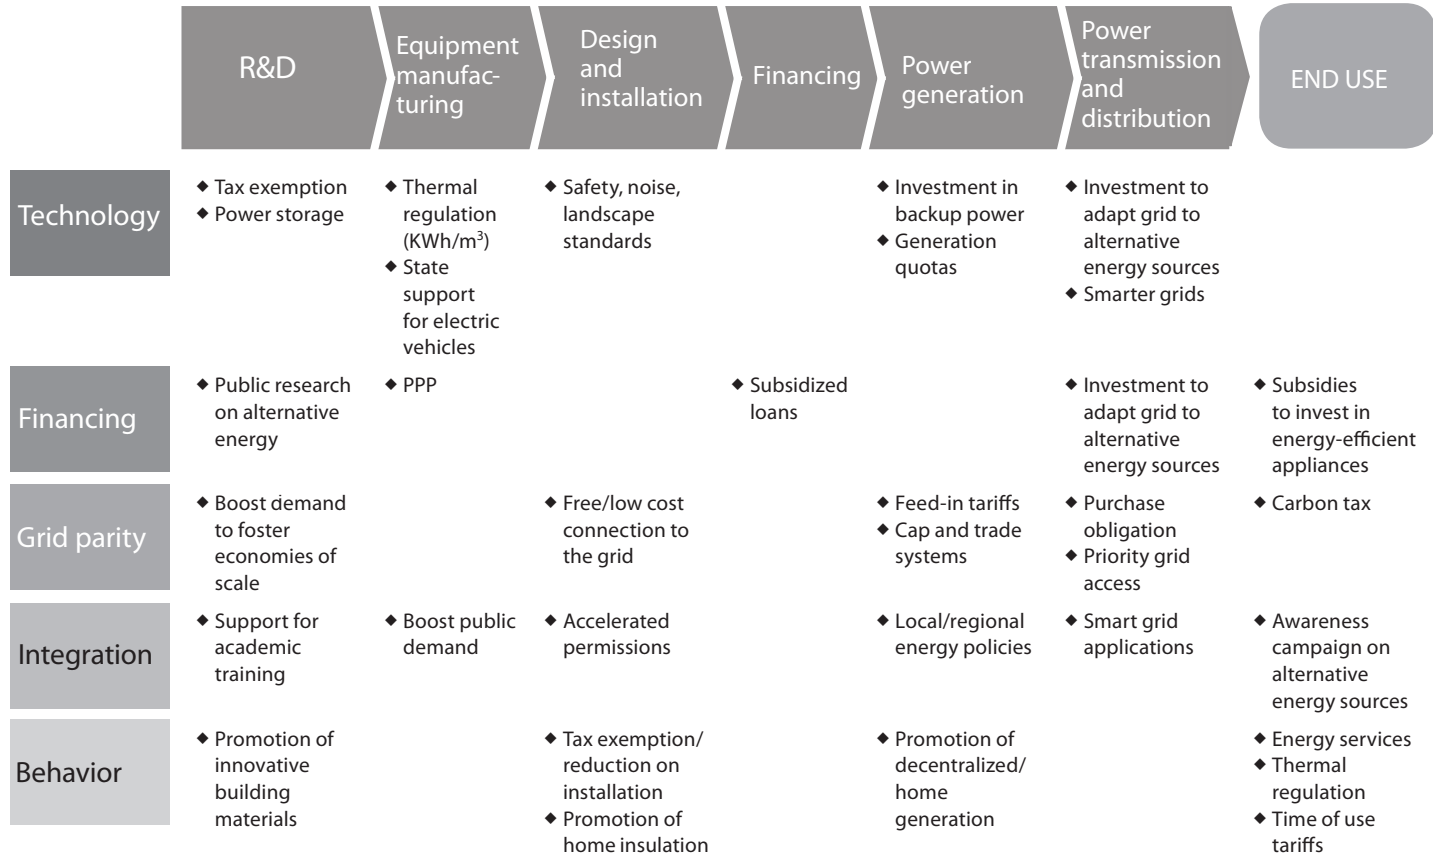 R&D
Equipment
manufac-
turing
Design
and
installation
Financing
Power
generation
Power
transmission
and
distribution
END USE
Technology
◆ Tax exemption
◆ Power storage
◆ Thermal
regulation
(KWh/m³)
◆ State
support
for electric
vehicles
◆ Safety, noise,
landscape
standards
◆ Investment in
backup power
◆ Generation
quotas
◆ Investment to
adapt grid to
alternative
energy sources
◆ Smarter grids
Financing
◆ Public research
on alternative
energy
◆ PPP
◆ Subsidized
loans
◆ Investment to
adapt grid to
alternative
energy sources
◆ Subsidies
to invest in
energy-efficient
appliances
Grid parity
◆ Boost demand
to foster
economies of
scale
◆ Free/low cost
connection to
the grid
◆ Feed-in tariffs
◆ Cap and trade
systems
◆ Purchase
obligation
◆ Priority grid
access
◆ Carbon tax
Integration
◆ Support for
academic
training
◆ Boost public
demand
◆ Accelerated
permissions
◆ Local/regional
energy policies
◆ Smart grid
applications
◆ Awareness
campaign on
alternative
energy sources
Behavior
◆ Promotion of
innovative
building
materials
◆ Tax exemption/
reduction on
installation
◆ Promotion of
home insulation
◆ Promotion of
decentralized/
home
generation
◆ Energy services
◆ Thermal
regulation
◆ Time of use
tariffs